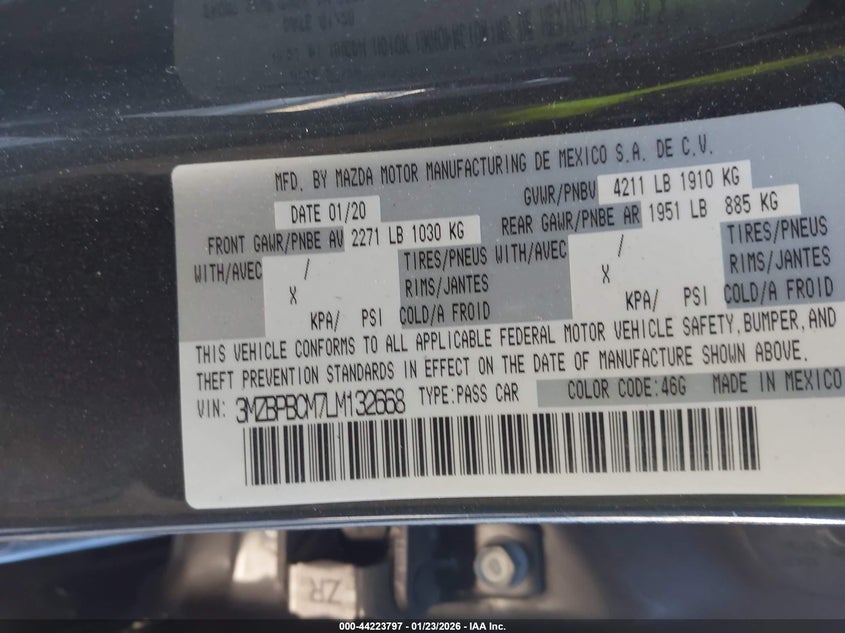 MFD. BY MAZDA MOTOR MANUFACTURING DE MEXICO S.A. DE C.V.
DATE 01/20
GVWR/PNBV 4211 LB 1910 KG
FRONT GAWR/PNBE AV 2271 LB 1030 KG
REAR GAWR/PNBE AR 1951 LB 885 KG
WITH/AVEC / TIRES/PNEUS
WITH/AVEC / TIRES/PNEUS
X RIMS/JANTES
X RIMS/JANTES
KPA/ PSI COLD/A FROID
KPA/ PSI COLD/A FROID
THIS VEHICLE CONFORMS TO ALL APPLICABLE FEDERAL MOTOR VEHICLE SAFETY, BUMPER, AND
THEFT PREVENTION STANDARDS IN EFFECT ON THE DATE OF MANUFACTURE SHOWN ABOVE.
VIN: 3MZBPBCM7LM132668 TYPE:PASS CAR COLOR CODE:46G MADE IN MEXICO
ZR
000-44223797 - 01/23/2026 - IAA Inc.